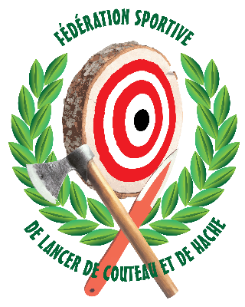 FÉDÉRATION SPORTIVE
DE LANCER DE COUTEAU ET DE HACHE